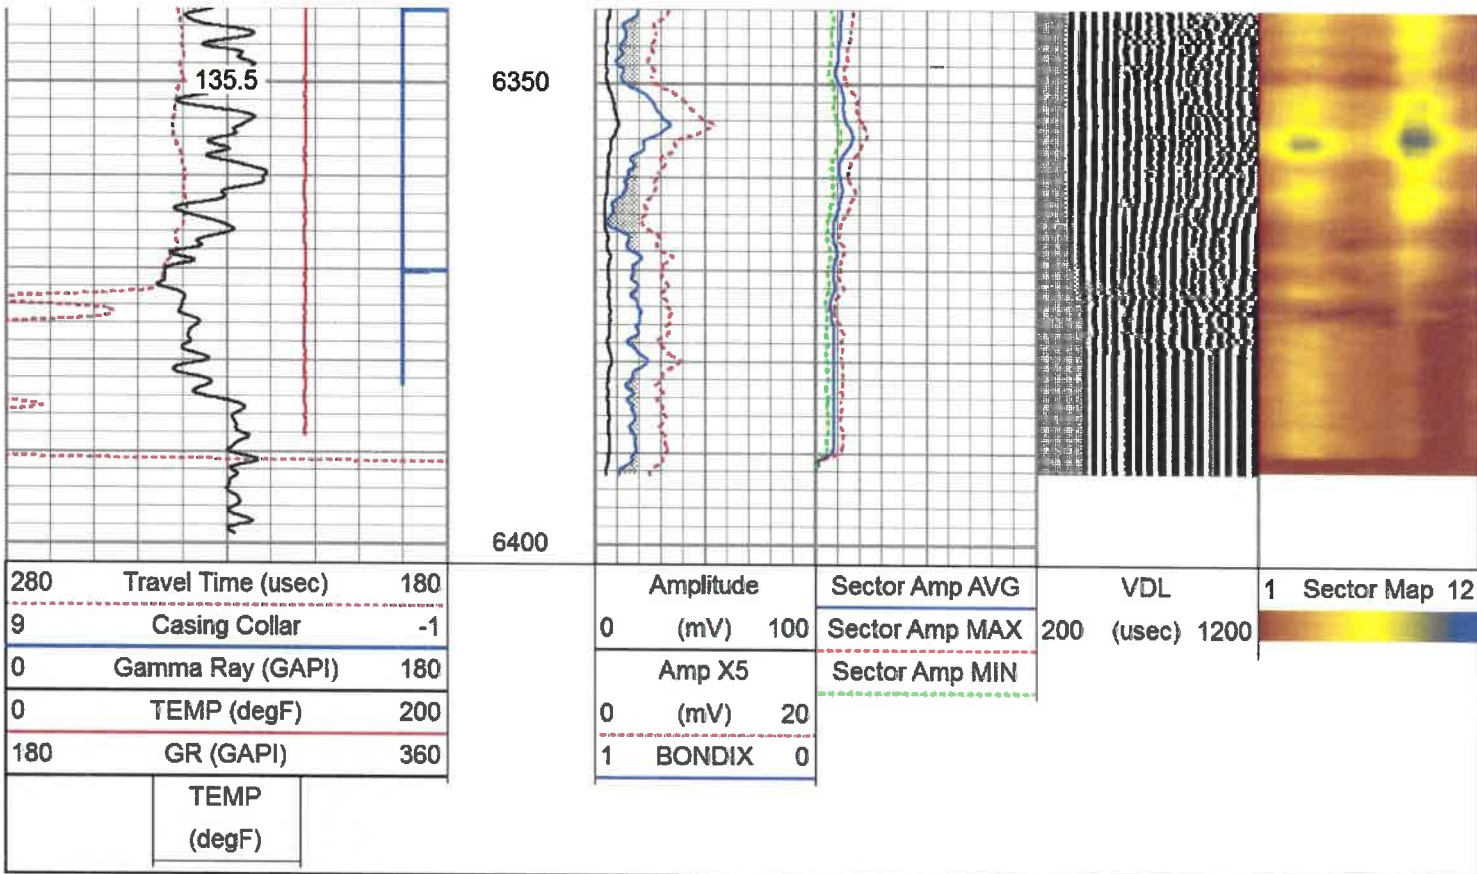 135.5
6350
6400
280 Travel Time (usec) 180
9 Casing Collar -1
0 Gamma Ray (GAPI) 180
0 TEMP (degF) 200
180 GR (GAPI) 360
TEMP
(degF)
Amplitude
0 (mV) 100
Amp X5
0 (mV) 20
1 BONDIX 0
Sector Amp AVG
Sector Amp MAX
Sector Amp MIN
VDL
200 (usec) 1200
1 Sector Map 12